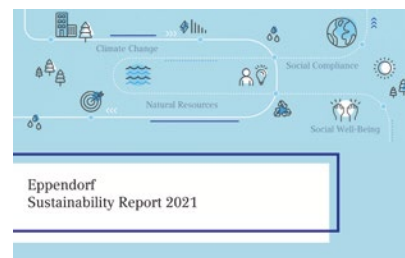 Climate Change
Social Compliance
Natural Resources
Social Well-Being
Eppendorf
Sustainability Report 2021